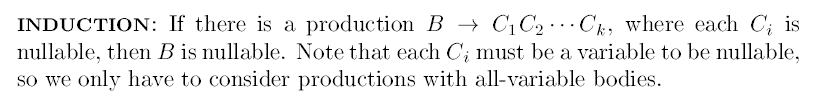 INDUCTION: If there is a production B → C₁C₂ ··· Cₖ, where each Cᵢ is
nullable, then B is nullable. Note that each Cᵢ must be a variable to be nullable,
so we only have to consider productions with all-variable bodies.